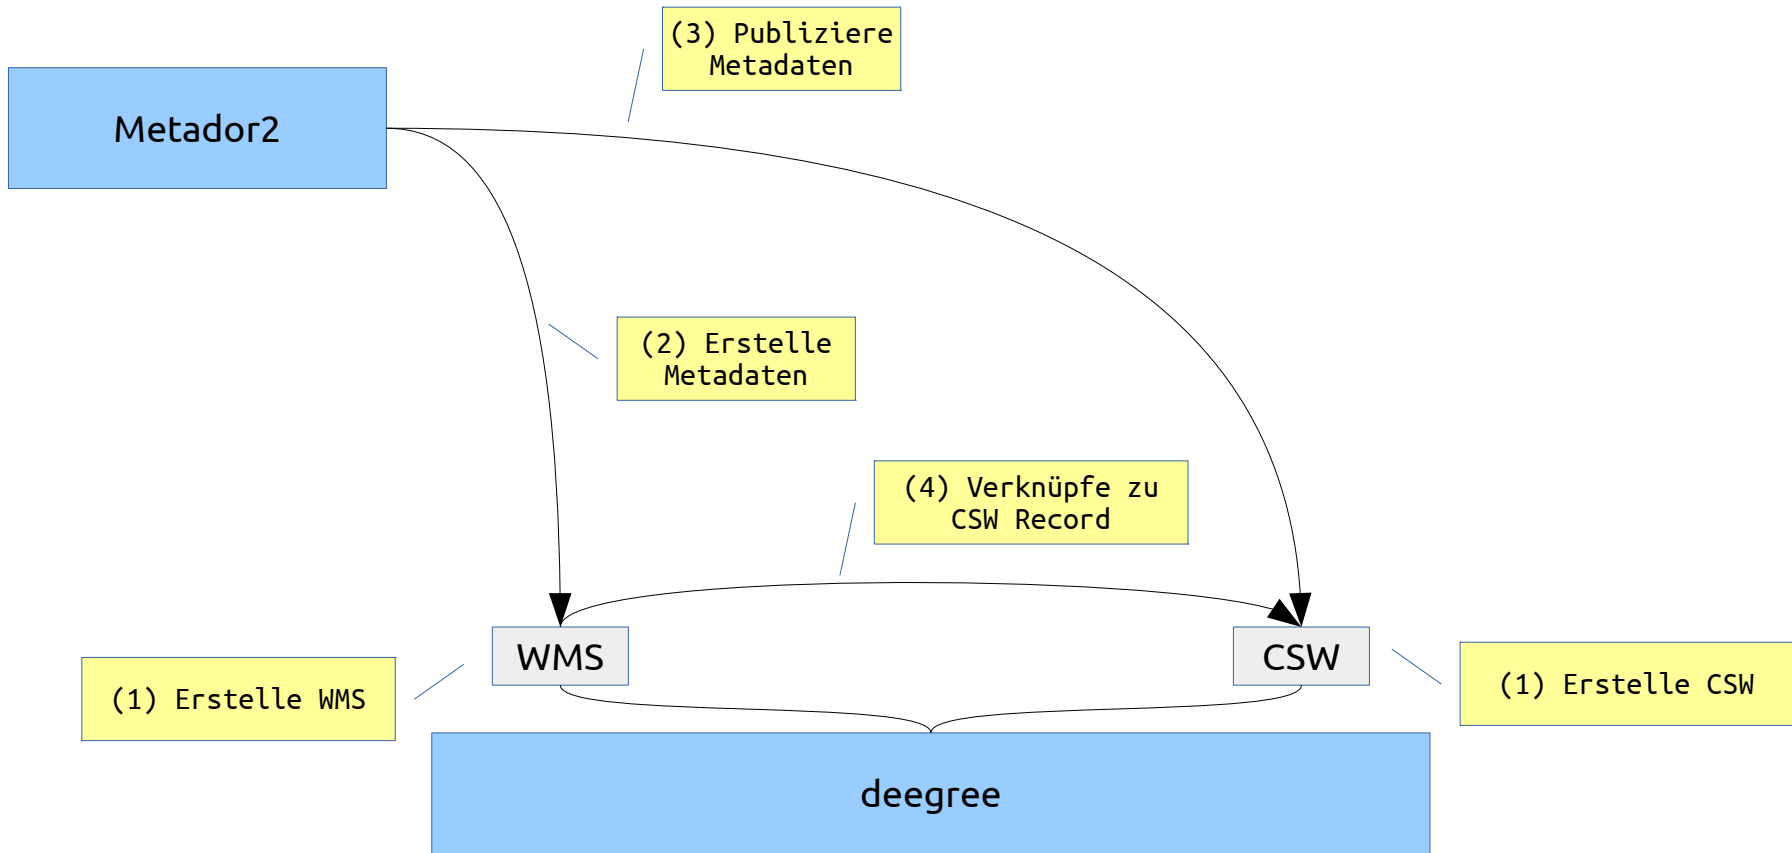 (3) Publiziere
Metadaten
Metador2
(2) Erstelle
Metadaten
(4) Verknüpfe zu
CSW Record
WMS
CSW
(1) Erstelle WMS
(1) Erstelle CSW
deegree